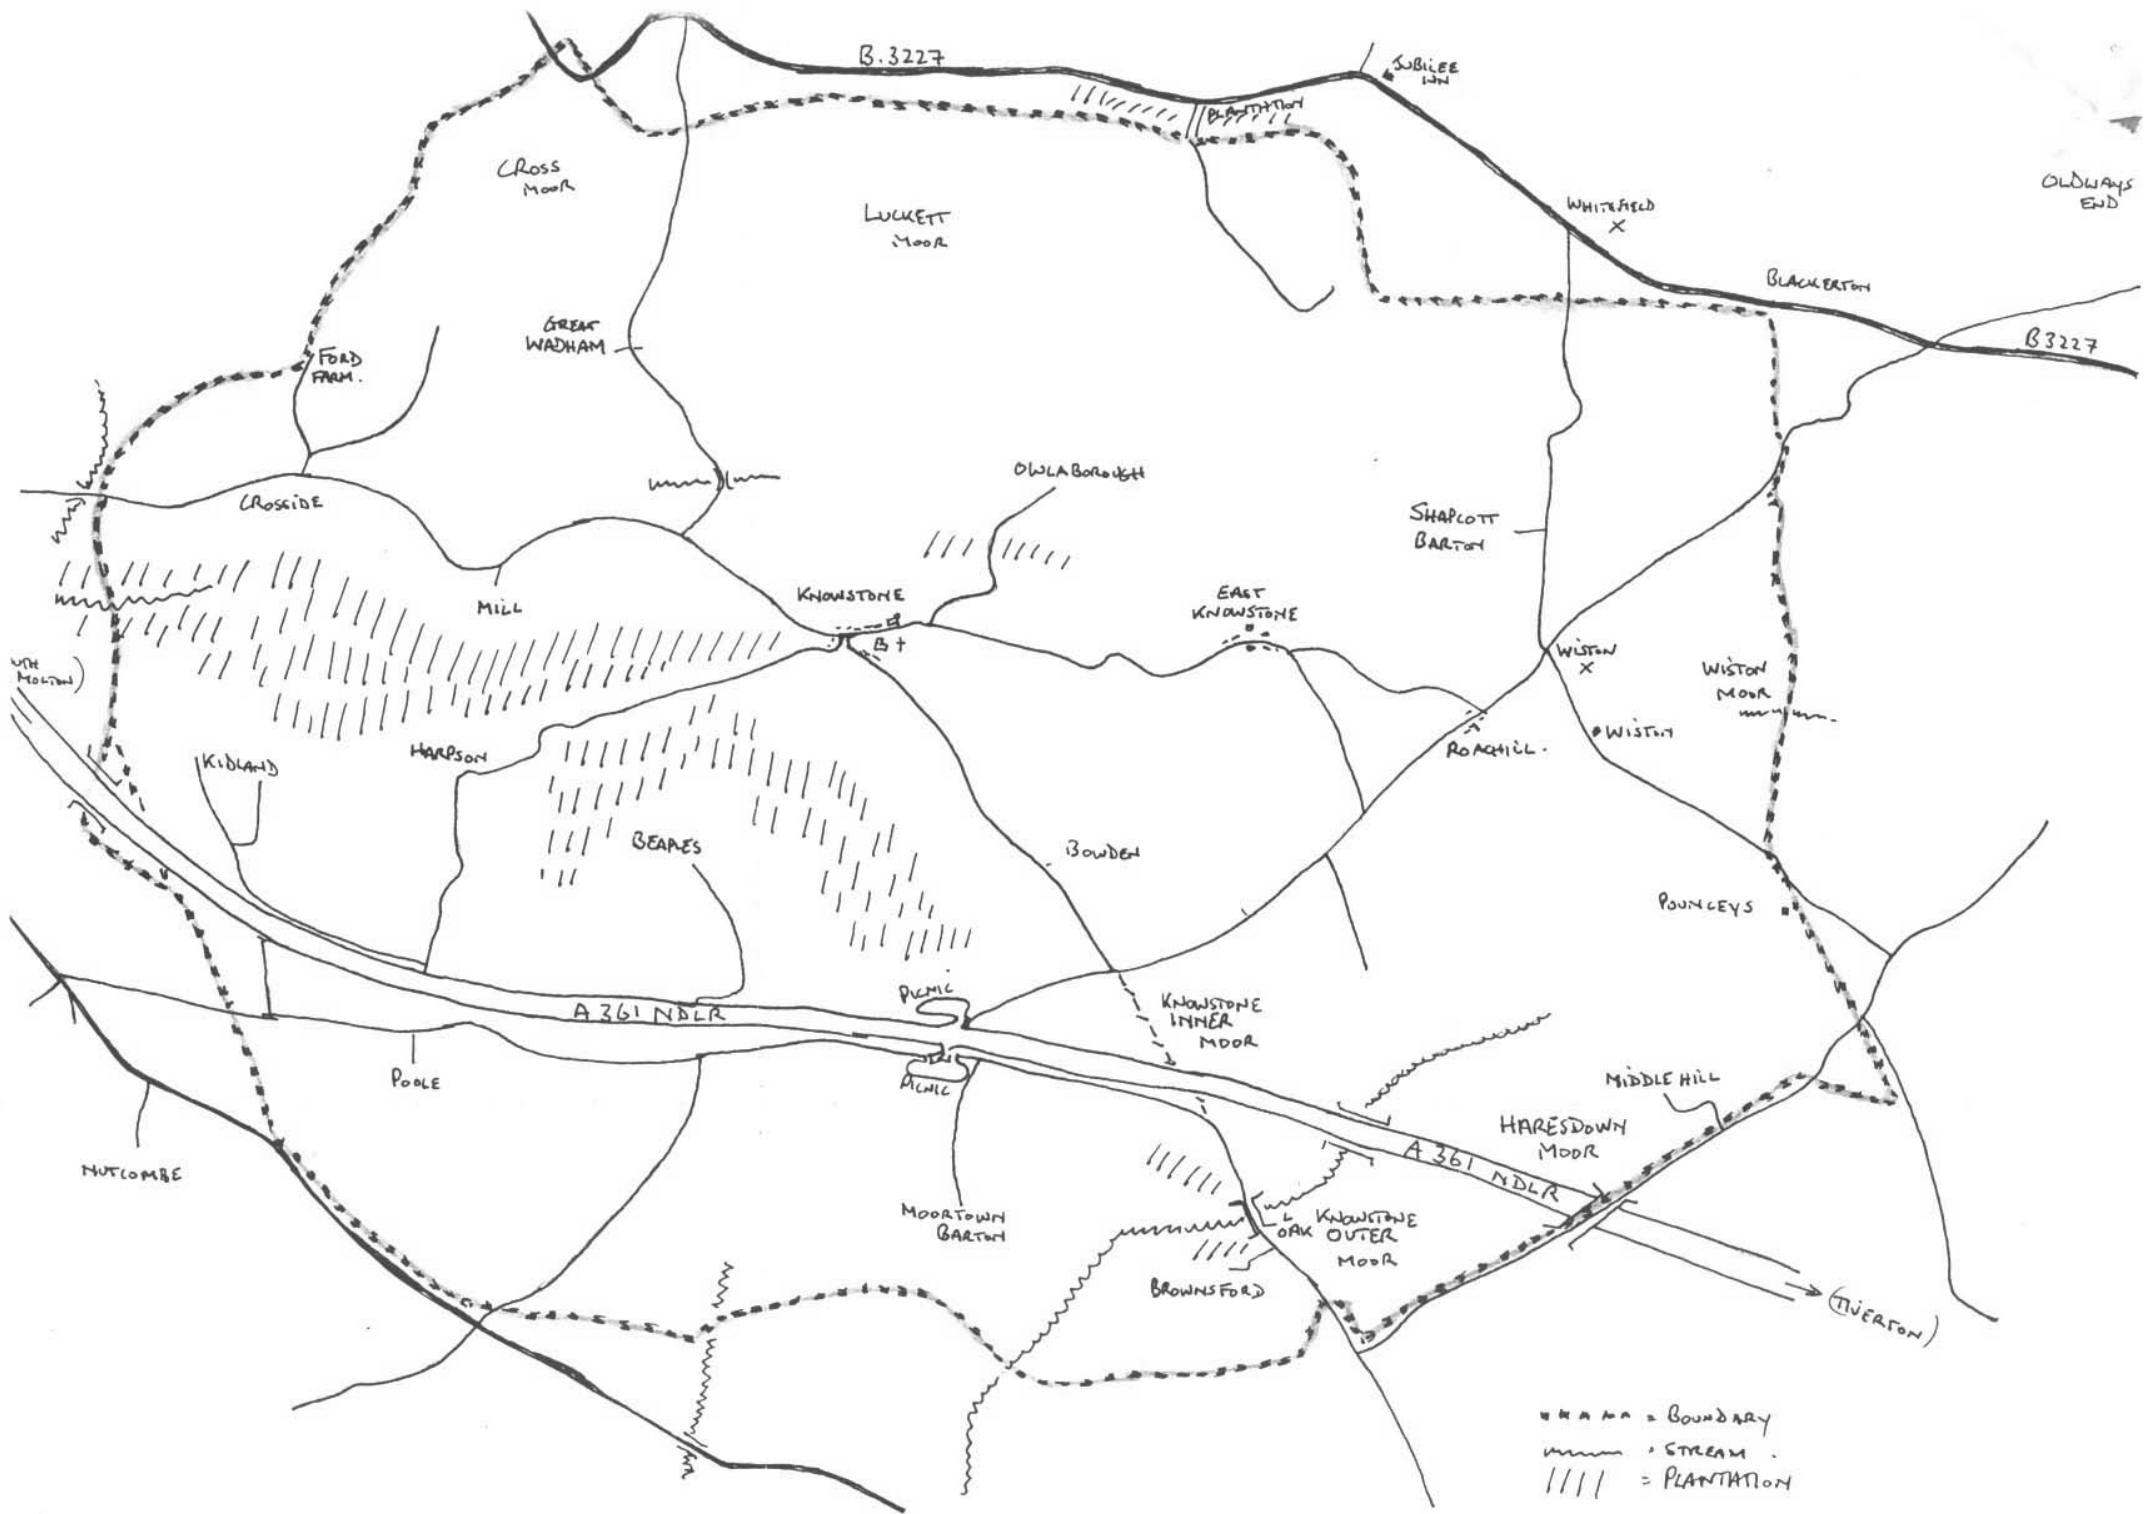 B.3227
JUBILEE
INN
PLANTATION
CROSS
MOOR
LUCKETT
MOOR
WHITEFIELD
X
OLDWAYS
END
BLACKERTON
B3227
GREAT
WADHAM
FORD
FARM.
OWLABOROUGH
CROSSIDE
SHAPCOTT
BARTON
MILL
KNOWSTONE
B +
EAST
KNOWSTONE
WISTON
X
WISTON
MOOR
UTH
MOLTON)
WISTON
ROACHILL.
KIDLAND
HARPSON
BEAPLES
BOWDEN
POUNCEYS
PICNIC
A 361 NDLR
KNOWSTONE
INNER
MOOR
POOLE
PICNIC
MIDDLE HILL
HARESDOWN
MOOR
A 361 NDLR
NUTCOMBE
MOORTOWN
BARTON
OAK
KNOWSTONE
OUTER
MOOR
BROWNSFORD
(TIVERTON)
= BOUNDARY
= STREAM.
= PLANTATION